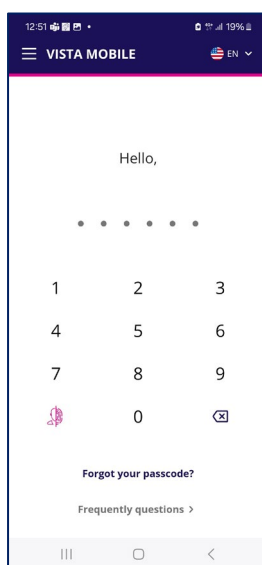 12:51
19%
VISTA MOBILE
EN
Hello,
1 2 3
4 5 6
7 8 9
0
Forgot your passcode?
Frequently questions >